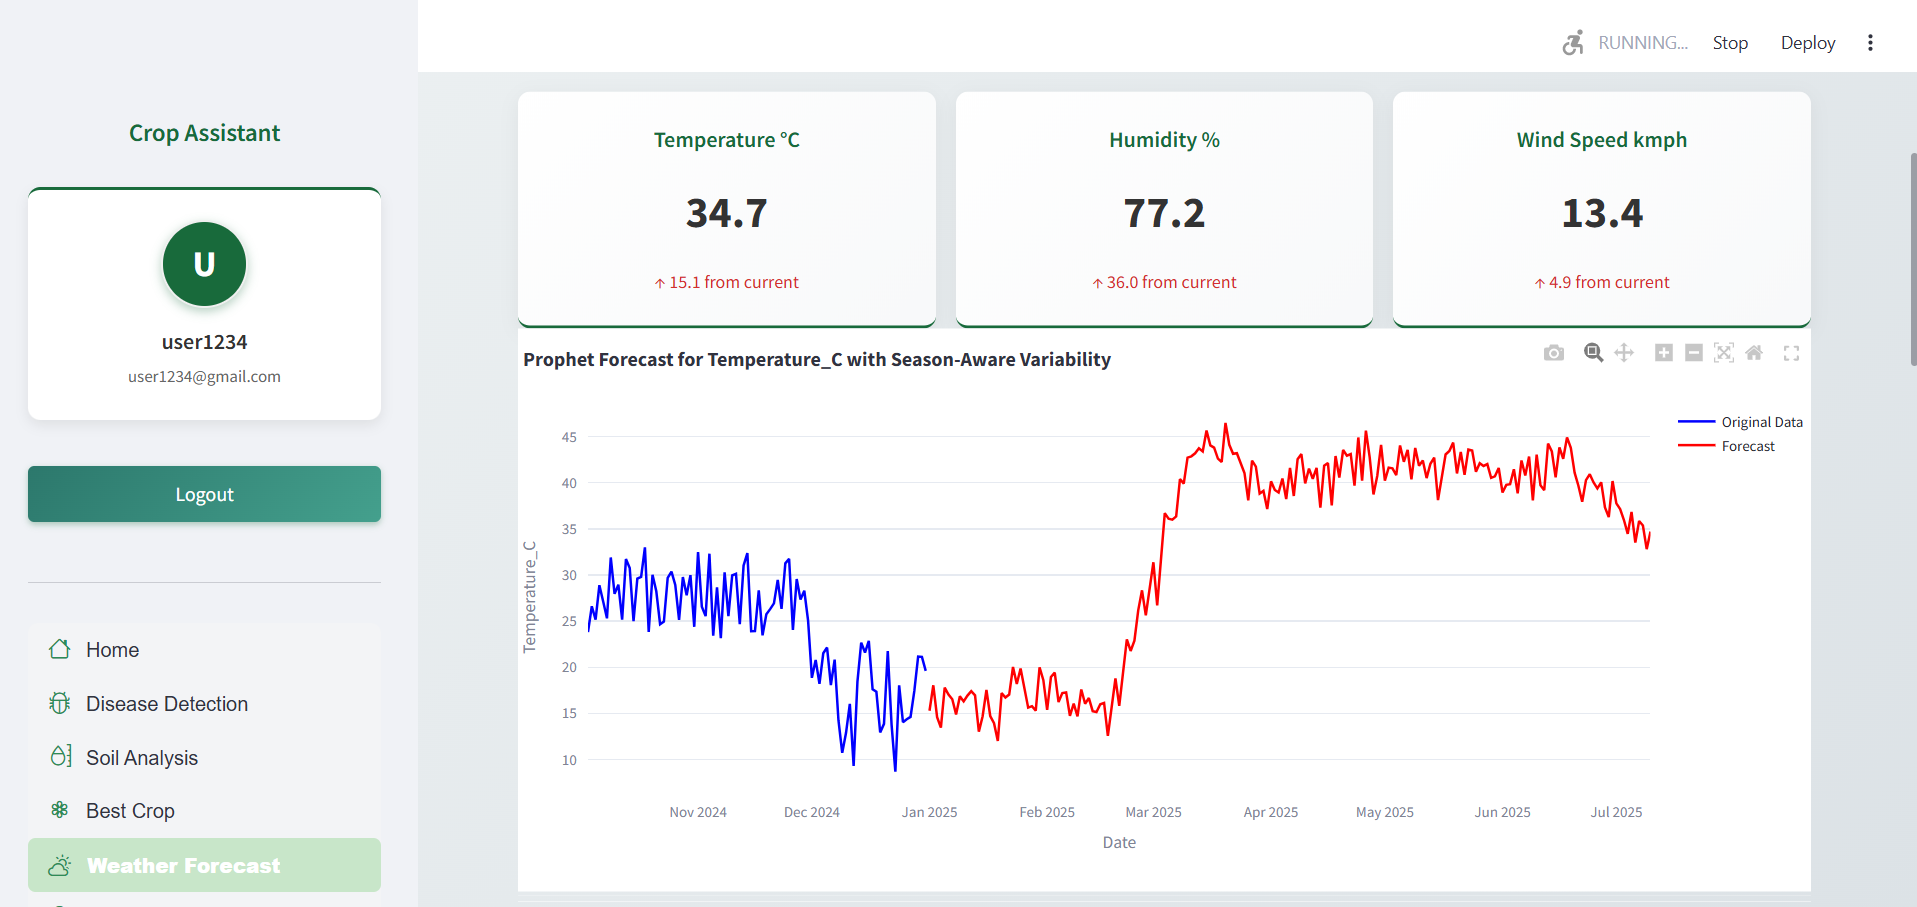 RUNNING...
Stop
Deploy
Crop Assistant
U
user1234
user1234@gmail.com
Logout
Home
Disease Detection
Soil Analysis
Best Crop
Weather Forecast
Temperature °C
34.7
↑ 15.1 from current
Humidity %
77.2
↑ 36.0 from current
Wind Speed kmph
13.4
↑ 4.9 from current
Prophet Forecast for Temperature_C with Season-Aware Variability
Original Data
Forecast
Temperature_C
45
40
35
30
25
20
15
10
Nov 2024
Dec 2024
Jan 2025
Feb 2025
Mar 2025
Apr 2025
May 2025
Jun 2025
Jul 2025
Date